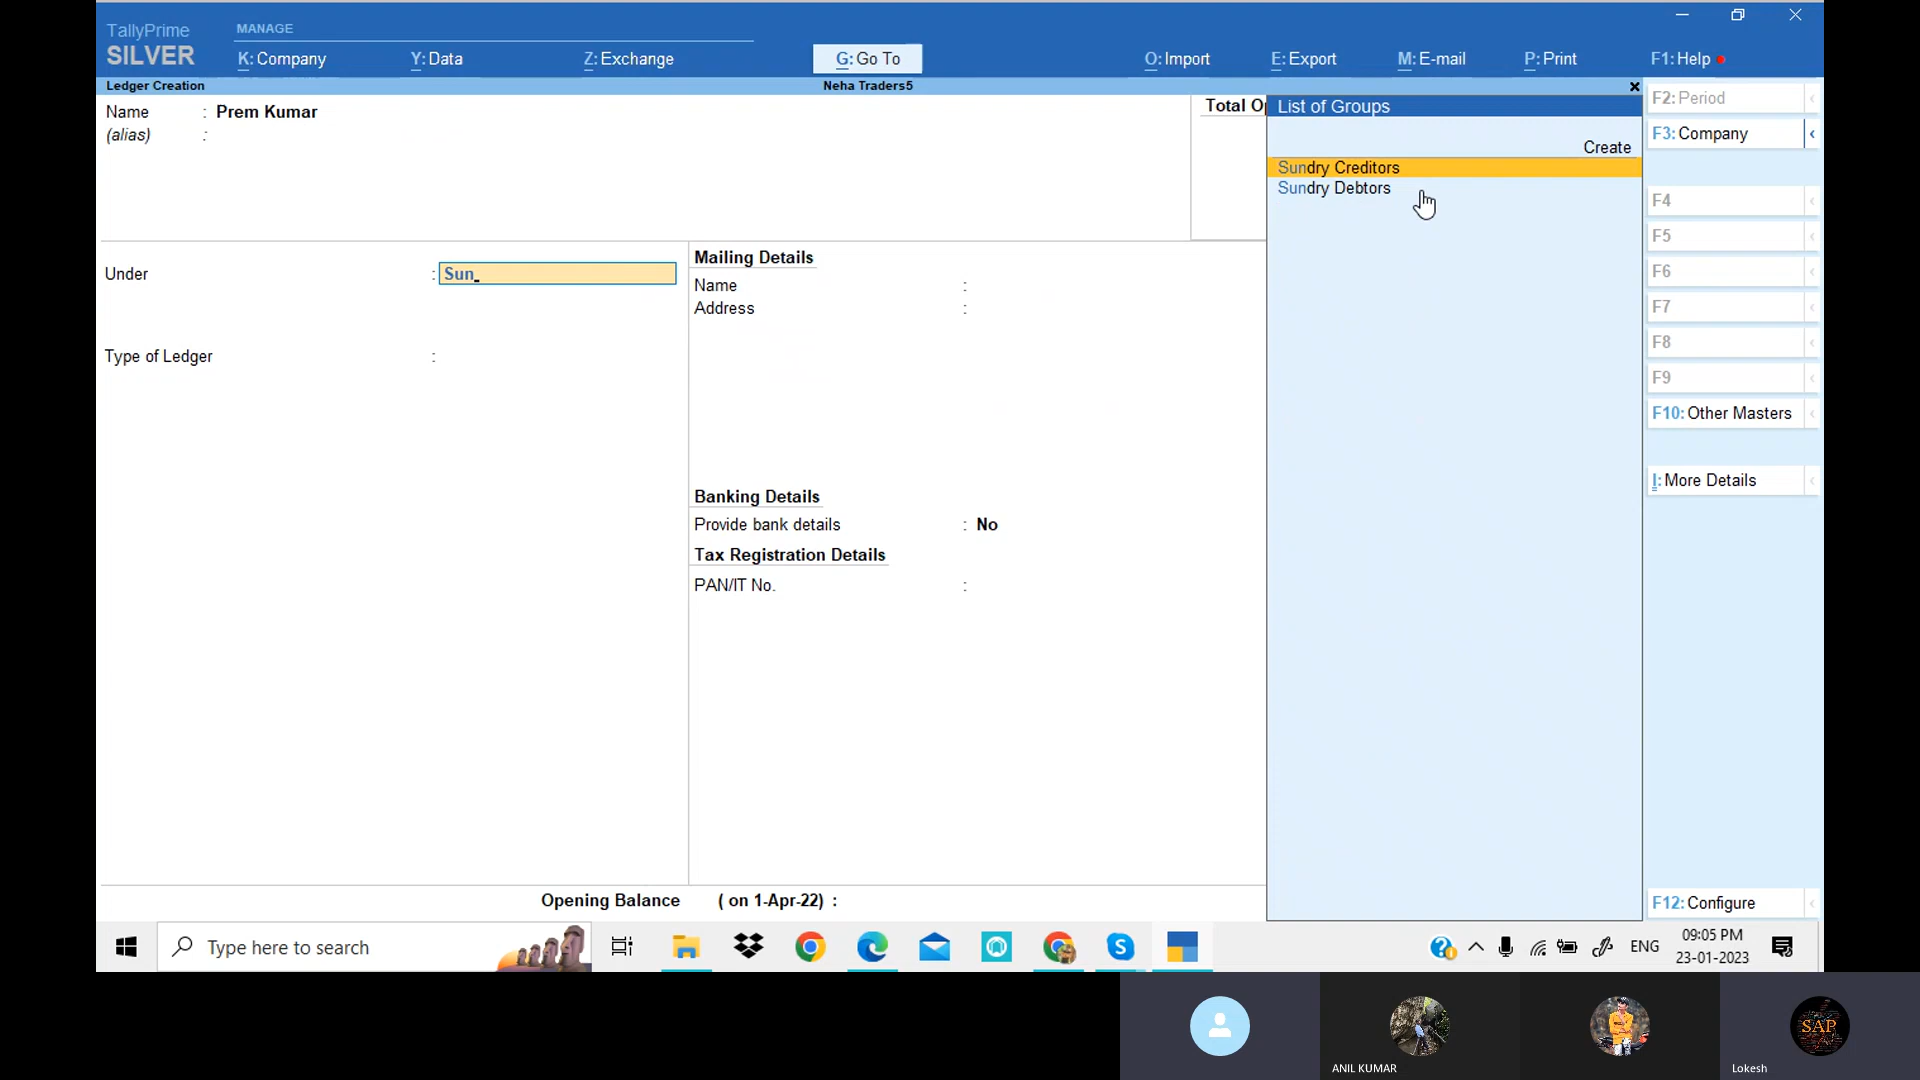 TallyPrime
SILVER
MANAGE
K: Company
Y: Data
Z: Exchange
G: Go To
O: Import
E: Export
M: E-mail
P: Print
F1: Help
Ledger Creation
Neha Traders5
Name : Prem Kumar
(alias) :
Total Op
List of Groups
Create
Sundry Creditors
Sundry Debtors
Under : Sun
Type of Ledger :
Mailing Details
Name :
Address :
Banking Details
Provide bank details : No
Tax Registration Details
PAN/IT No. :
Opening Balance ( on 1-Apr-22) :
F2: Period
F3: Company
F4
F5
F6
F7
F8
F9
F10: Other Masters
I: More Details
F12: Configure
Type here to search
ENG
09:05 PM
23-01-2023
ANIL KUMAR
SAP
Lokesh